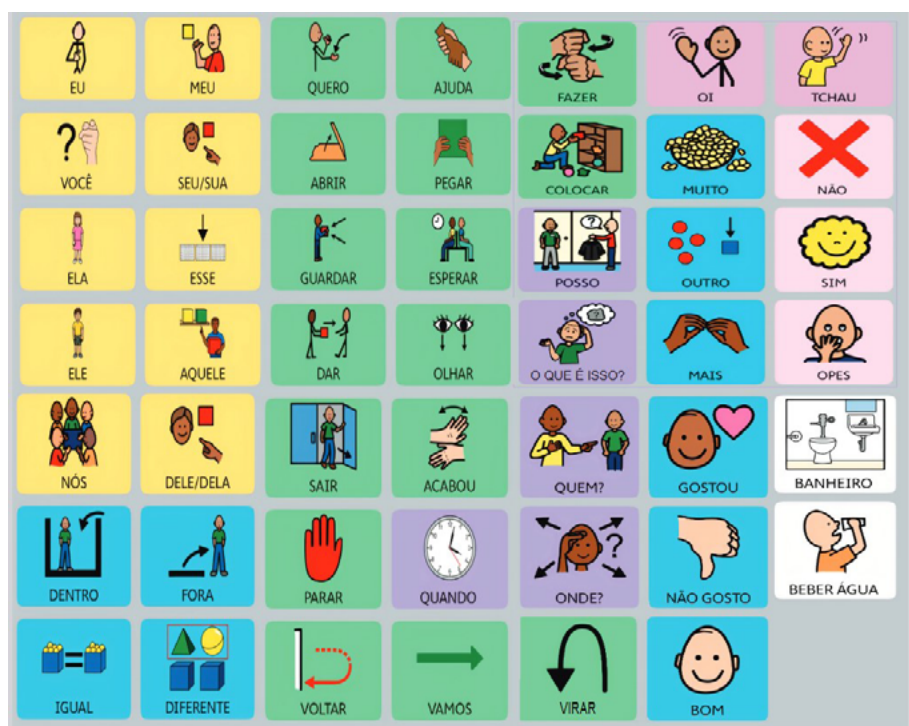 EU
MEU
QUERO
AJUDA
FAZER
OI
TCHAU
?
VOCÊ
SEU/SUA
ABRIR
PEGAR
COLOCAR
MUITO
NÃO
ELA
ESSE
GUARDAR
ESPERAR
?
POSSO
OUTRO
SIM
ELE
AQUELE
DAR
OLHAR
?
O QUE É ISSO?
MAIS
OPES
NÓS
DELE/DELA
SAIR
ACABOU
QUEM?
GOSTOU
BANHEIRO
DENTRO
FORA
PARAR
QUANDO
?
ONDE?
NÃO GOSTO
BEBER ÁGUA
=
IGUAL
DIFERENTE
VOLTAR
VAMOS
VIRAR
BOM